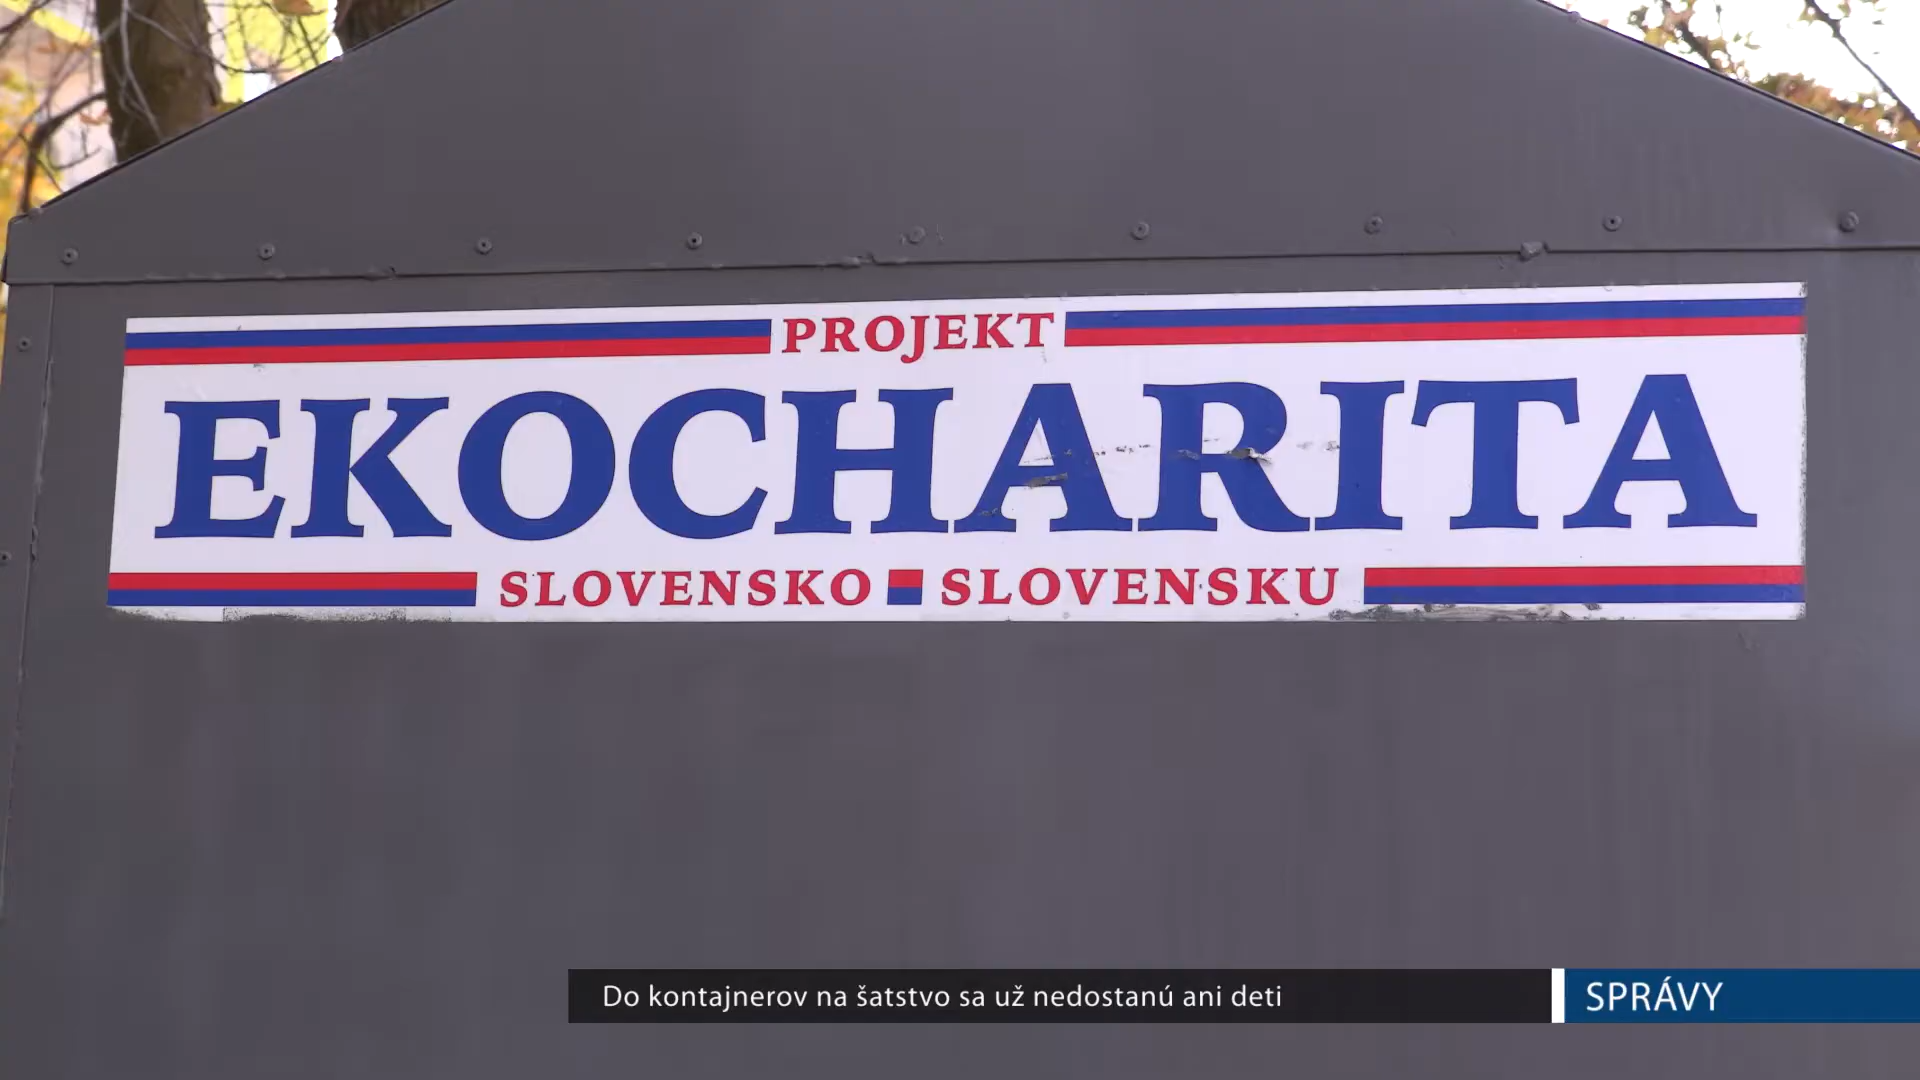 PROJEKT
EKOCHARITA
SLOVENSKO SLOVENSKU
Do kontajnerov na šatstvo sa už nedostanú ani deti
SPRÁVY